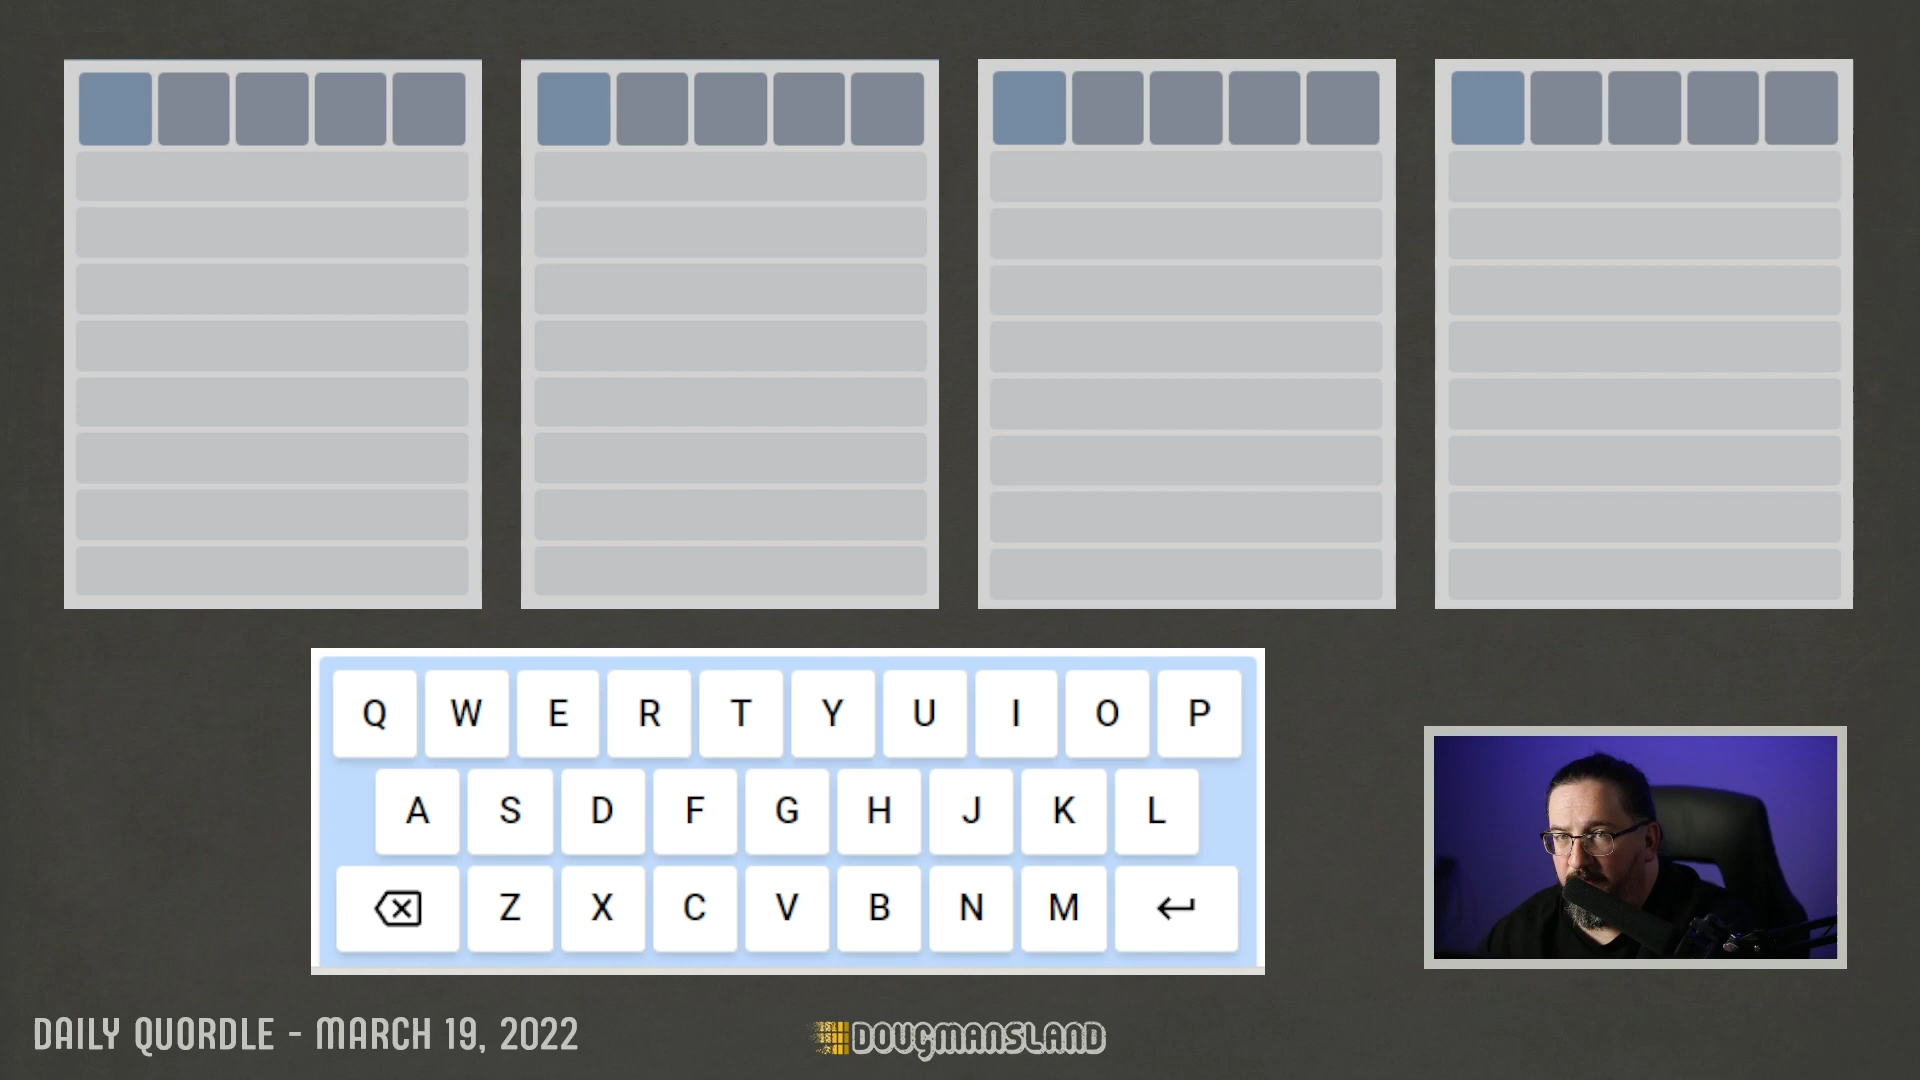 Q W E R T Y U I O P
A S D F G H J K L
Z X C V B N M
DAILY QUORDLE - MARCH 19, 2022
DOUGMANSLAND